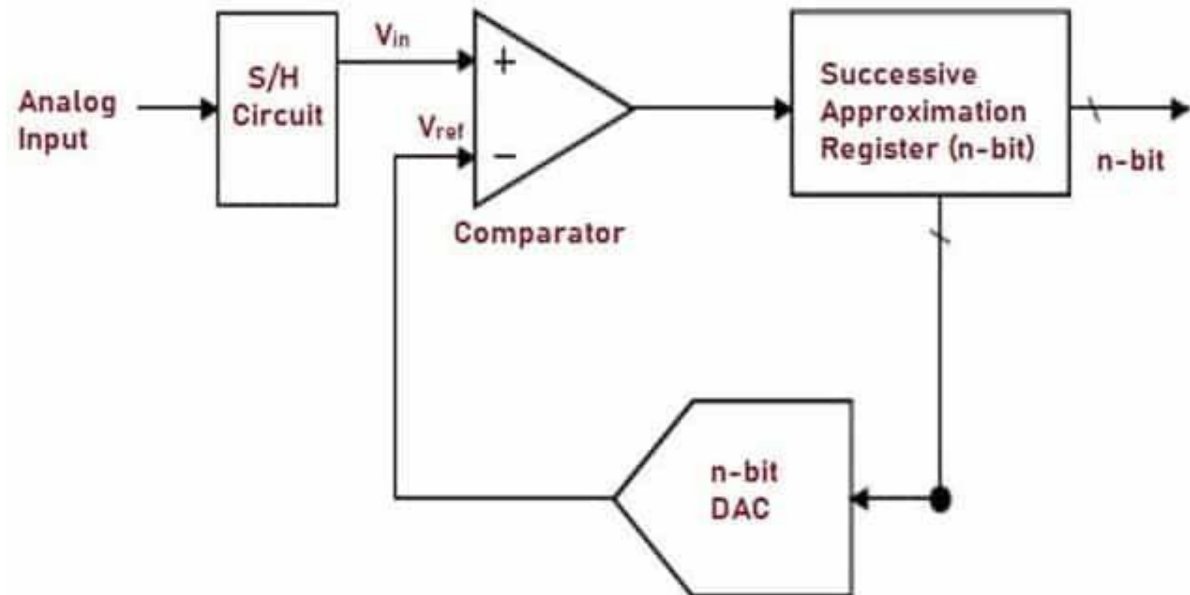 Analog
Input
S/H
Circuit
Vin
+
Vref
−
Comparator
Successive
Approximation
Register (n-bit)
n-bit
n-bit
DAC